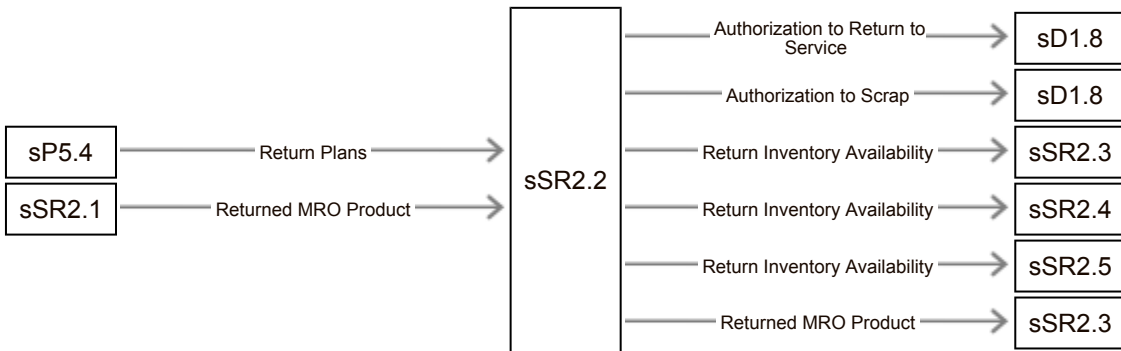 Authorization to Return to
Service
sD1.8
Authorization to Scrap
sD1.8
sP5.4
Return Plans
Return Inventory Availability
sSR2.3
sSR2.2
sSR2.1
Returned MRO Product
Return Inventory Availability
sSR2.4
Return Inventory Availability
sSR2.5
Returned MRO Product
sSR2.3